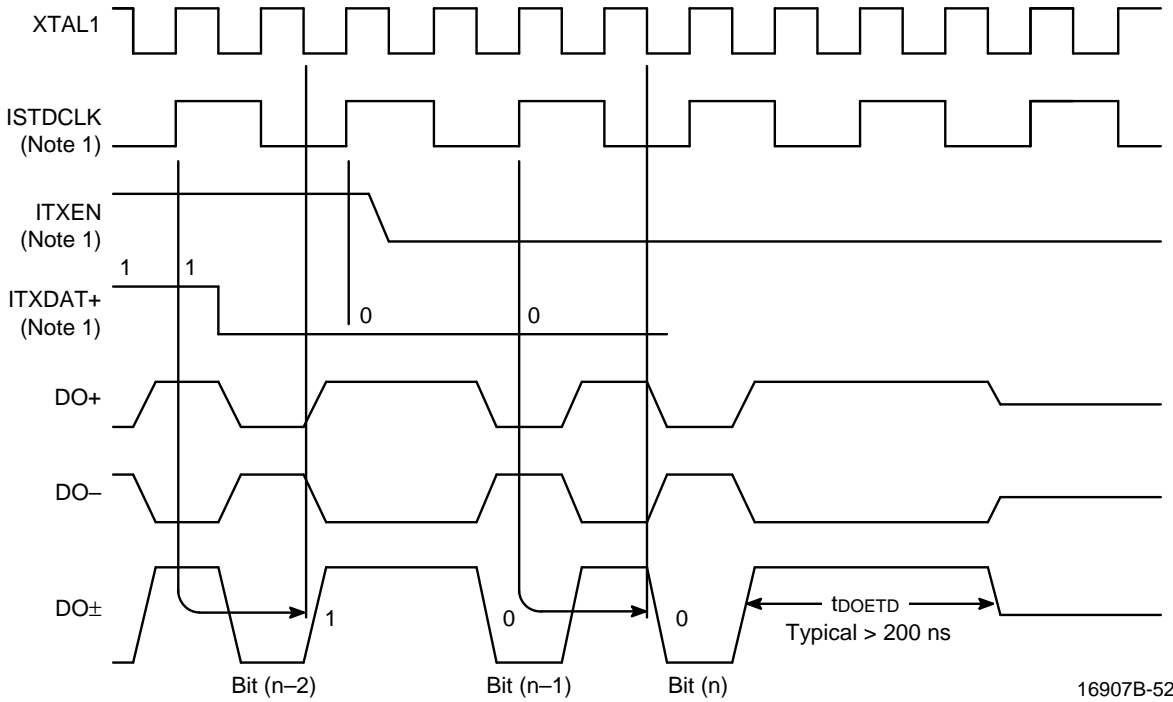 XTAL1
ISTDCLK
(Note 1)
ITXEN
(Note 1)
1 1
ITXDAT+
(Note 1)
0 0
DO+
DO–
DO±
1 0 0
tDOETD
Typical > 200 ns
Bit (n–2) Bit (n–1) Bit (n)
16907B-52